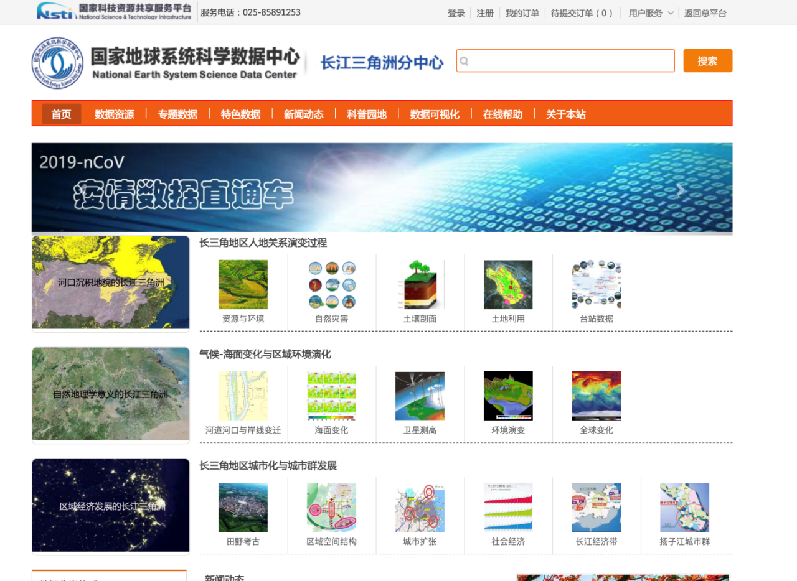 Nsti 国家科技资源共享服务平台 服务电话：025-85891253 登录 注册 我的订单 待提交订单（0） 用户服务 返回总平台
National Science & Technology Infrastructure
国家地球系统科学数据中心 长江三角洲分中心 搜索
National Earth System Science Data Center
首页 数据资源 专题数据 特色数据 新闻动态 科普园地 数据可视化 在线帮助 关于本站
2019-nCoV
疫情数据直通车
长三角地区人地关系演变过程
河口沉积地貌的长江三角洲
资源与环境 自然灾害 土壤剖面 土地利用 台站数据
气候-海面变化与区域环境演化
自然地理学意义的长江三角洲
河道河口与岸线变迁 海面变化 卫星测高 环境演变 全球变化
长三角地区城市化与城市群发展
区域经济发展的长江三角洲
田野考古 区域空间结构 城市扩张 社会经济 长江经济带 扬子江城市群
新闻动态